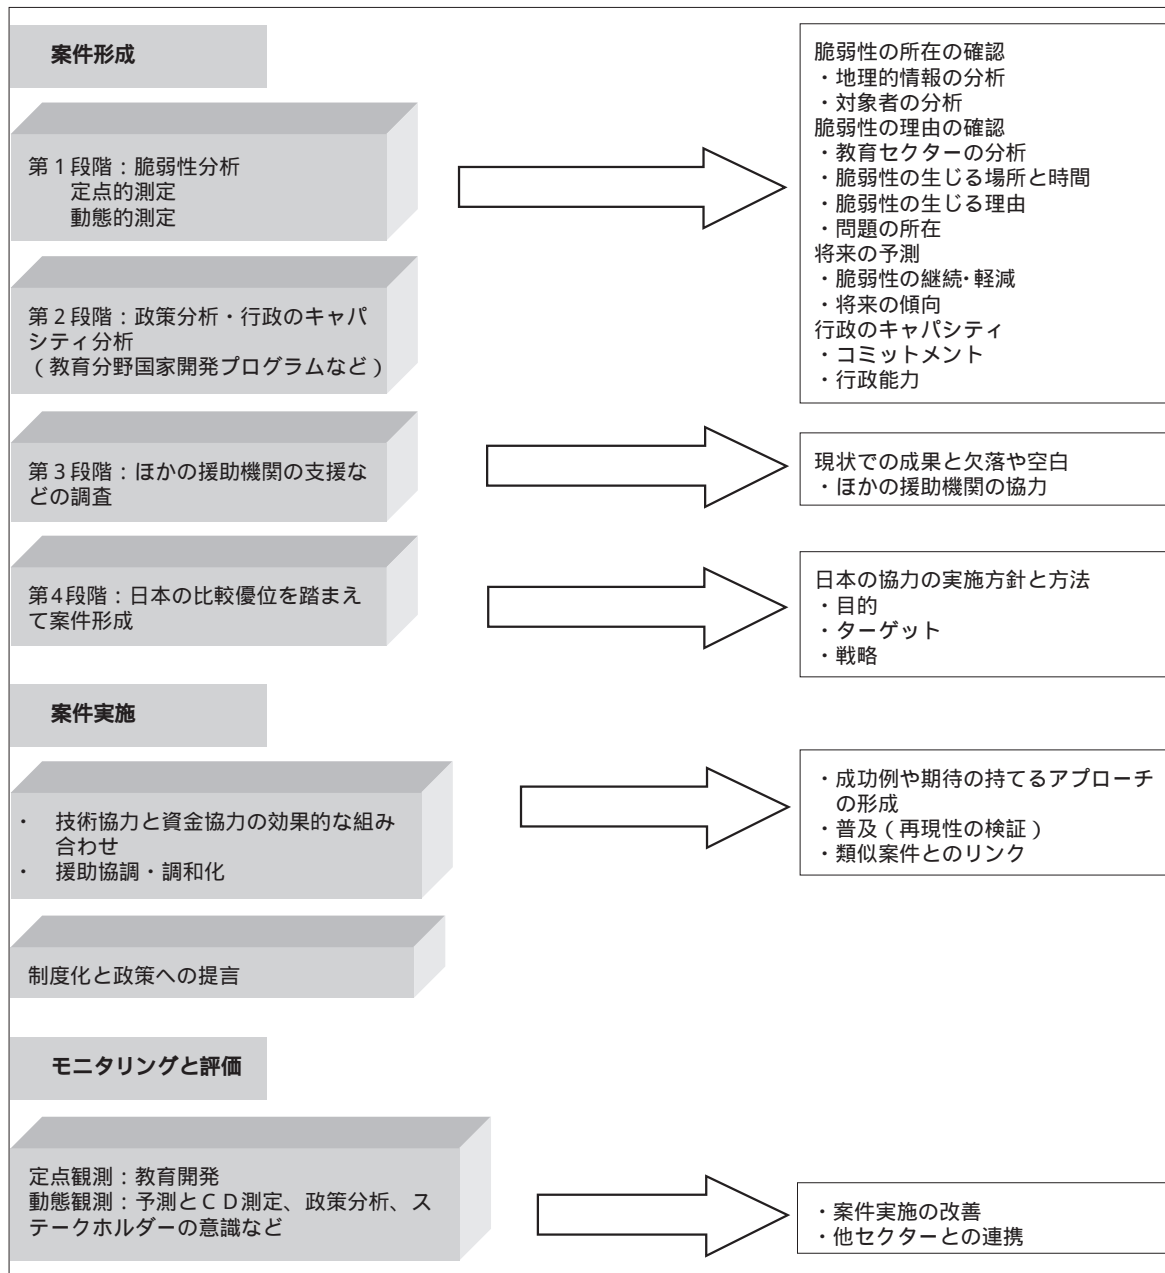 案件形成
第1段階：脆弱性分析
定点的測定
動態的測定
脆弱性の所在の確認
・地理的情報の分析
・対象者の分析
脆弱性の理由の確認
・教育セクターの分析
・脆弱性の生じる場所と時間
・脆弱性の生じる理由
・問題の所在
将来の予測
・脆弱性の継続・軽減
・将来の傾向
行政のキャパシティ
・コミットメント
・行政能力
第2段階：政策分析・行政のキャパ
シティ分析
（教育分野国家開発プログラムなど）
第3段階：ほかの援助機関の支援な
どの調査
現状での成果と欠落や空白
・ほかの援助機関の協力
第4段階：日本の比較優位を踏まえ
て案件形成
日本の協力の実施方針と方法
・目的
・ターゲット
・戦略
案件実施
・ 技術協力と資金協力の効果的な組み
合わせ
・ 援助協調・調和化
・成功例や期待の持てるアプローチ
の形成
・普及（再現性の検証）
・類似案件とのリンク
制度化と政策への提言
モニタリングと評価
定点観測：教育開発
動態観測：予測とCD測定、政策分析、ス
テークホルダーの意識など
・案件実施の改善
・他セクターとの連携